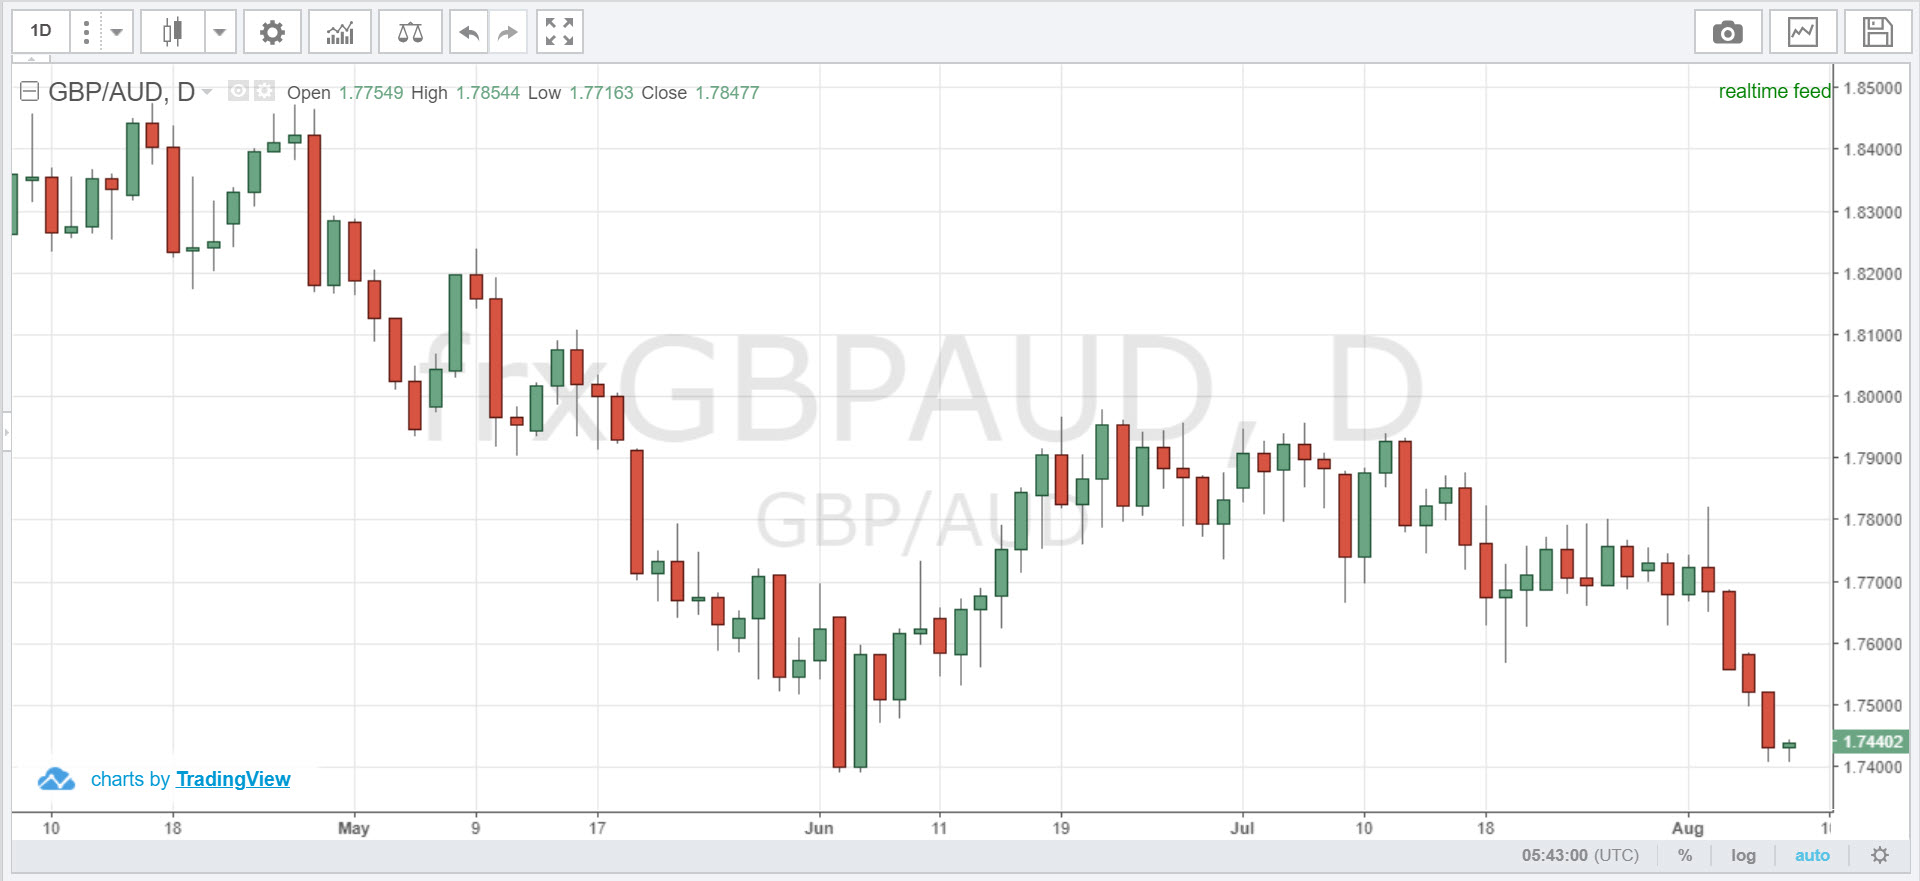 1D
GBP/AUD, D Open 1.77549 High 1.78544 Low 1.77163 Close 1.78477
realtime feed
1.85000
1.84000
1.83000
1.82000
1.81000
1.80000
1.79000
1.78000
1.77000
1.76000
1.75000
1.74402
1.74000
frxGBPAUD, D
GBP/AUD
charts by TradingView
10 18 May 9 17 Jun 11 19 Jul 10 18 Aug
05:43:00 (UTC) % log auto